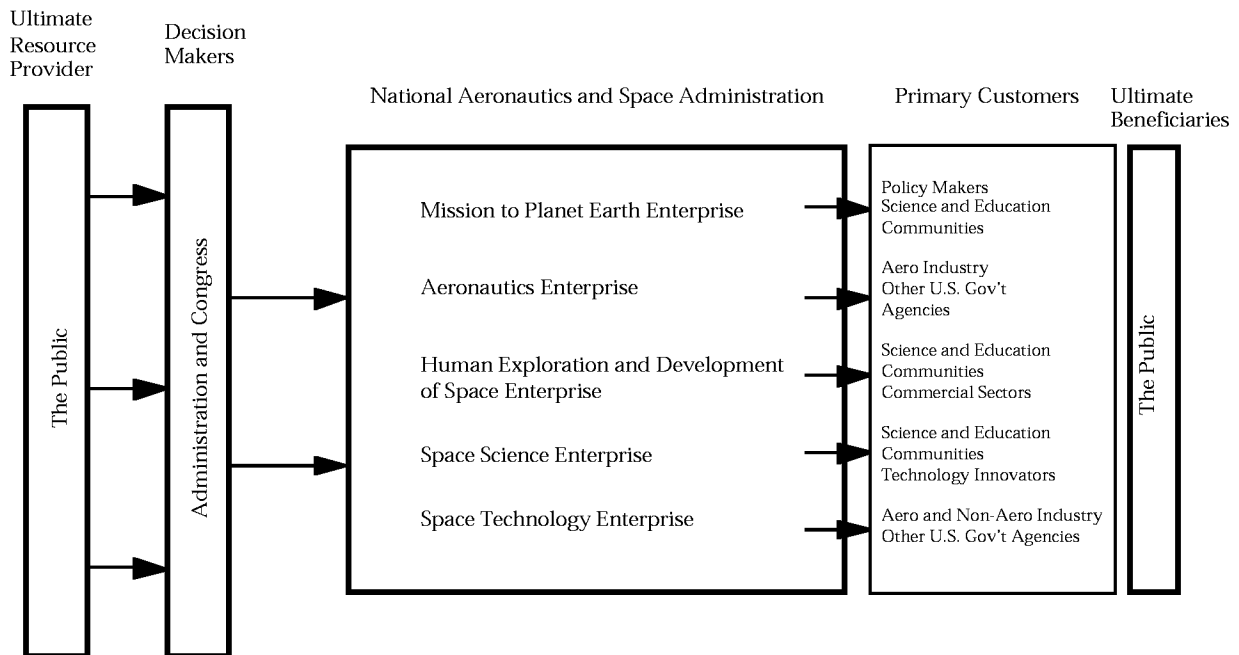 Ultimate
Resource
Provider
Decision
Makers
National Aeronautics and Space Administration
Primary Customers
Ultimate
Beneficiaries
The Public
Administration and Congress
Mission to Planet Earth Enterprise
Aeronautics Enterprise
Human Exploration and Development
of Space Enterprise
Space Science Enterprise
Space Technology Enterprise
Policy Makers
Science and Education
Communities
Aero Industry
Other U.S. Gov't
Agencies
Science and Education
Communities
Commercial Sectors
Science and Education
Communities
Technology Innovators
Aero and Non-Aero Industry
Other U.S. Gov't Agencies
The Public